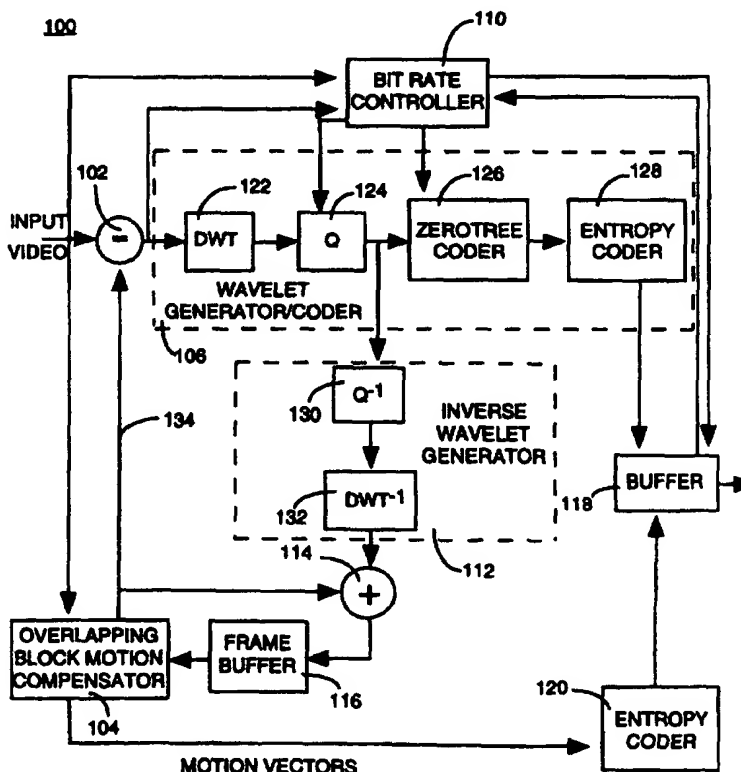 100
110
BIT RATE
CONTROLLER
102
122
124
126
128
INPUT
VIDEO
-
DWT
Q
ZEROTREE
CODER
ENTROPY
CODER
WAVELET
GENERATOR/CODER
106
Q-1
130
INVERSE
WAVELET
GENERATOR
134
DWT-1
132
BUFFER
118
114
112
+
OVERLAPPING
BLOCK MOTION
COMPENSATOR
104
FRAME
BUFFER
116
120
ENTROPY
CODER
MOTION VECTORS